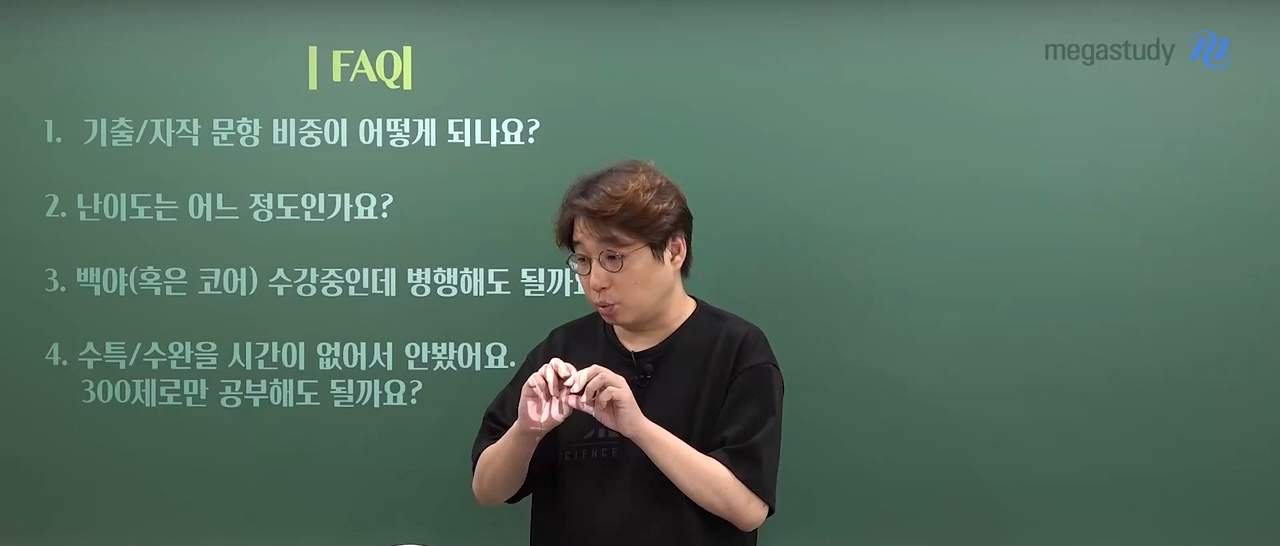 FAQ
megastudy
1. 기출/자작 문항 비중이 어떻게 되나요?
2. 난이도는 어느 정도인가요?
3. 백야(혹은 코어) 수강중인데 병행해도 될까
4. 수특/수완을 시간이 없어서 안봤어요.
300제로만 공부해도 될까요?
CIENCE